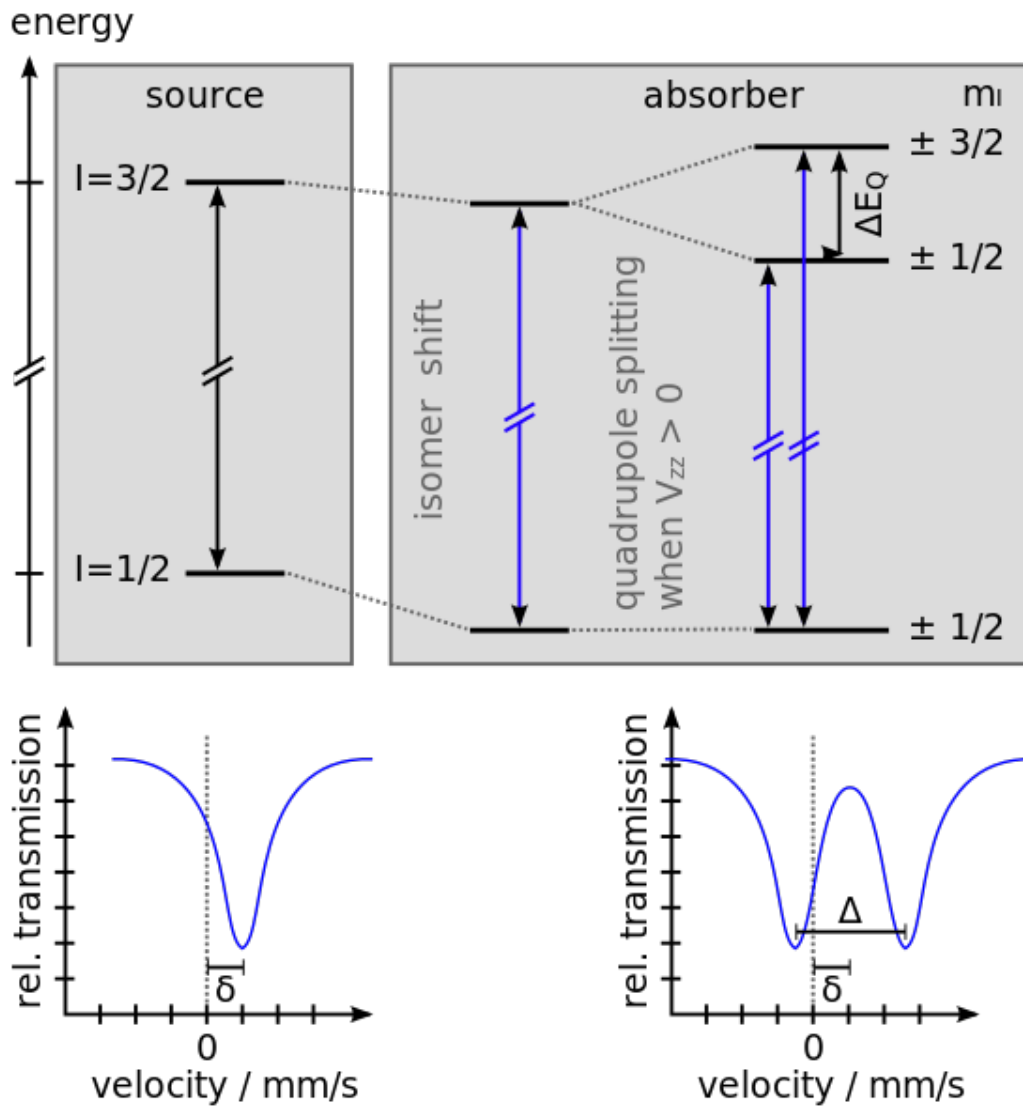 energy
source
absorber
mI
I=3/2
± 3/2
ΔEQ
± 1/2
isomer shift
quadrupole splitting
when Vzz > 0
I=1/2
± 1/2
rel. transmission
δ
0
velocity / mm/s
rel. transmission
Δ
δ
0
velocity / mm/s